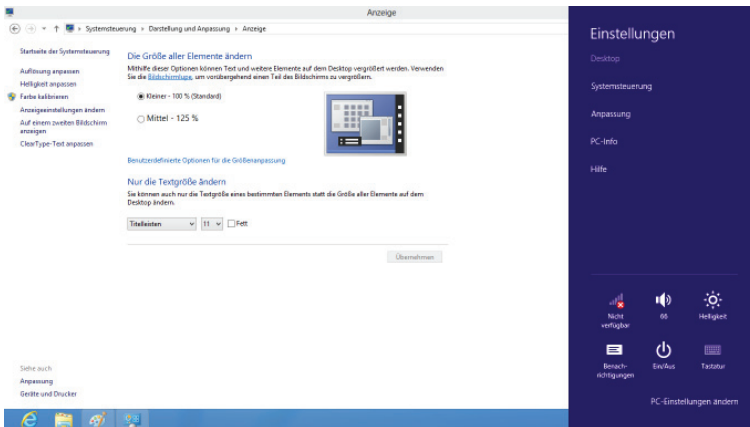 Anzeige
Systemsteuerung › Darstellung und Anpassung › Anzeige
Startseite der Systemsteuerung
Auflösung anpassen
Helligkeit anpassen
Farbe kalibrieren
Anzeigeeinstellungen ändern
Auf einem zweiten Bildschirm
anzeigen
ClearType-Text anpassen
Die Größe aller Elemente ändern
Mithilfe dieser Optionen können Text und weitere Elemente auf dem Desktop vergrößert werden. Verwenden
Sie die Bildschirmlupe, um vorübergehend einen Teil des Bildschirms zu vergrößern.
Kleiner - 100 % (Standard)
Mittel - 125 %
Benutzerdefinierte Optionen für die Größenanpassung
Nur die Textgröße ändern
Sie können auch nur die Textgröße eines bestimmten Elements statt die Größe aller Elemente auf dem
Desktop ändern.
Titelleisten 11 Fett
Übernehmen
Siehe auch
Anpassung
Geräte und Drucker
Einstellungen
Desktop
Systemsteuerung
Anpassung
PC-Info
Hilfe
Nicht
verfügbar
66
Helligkeit
Benach-
richtigungen
Ein/Aus
Tastatur
PC-Einstellungen ändern